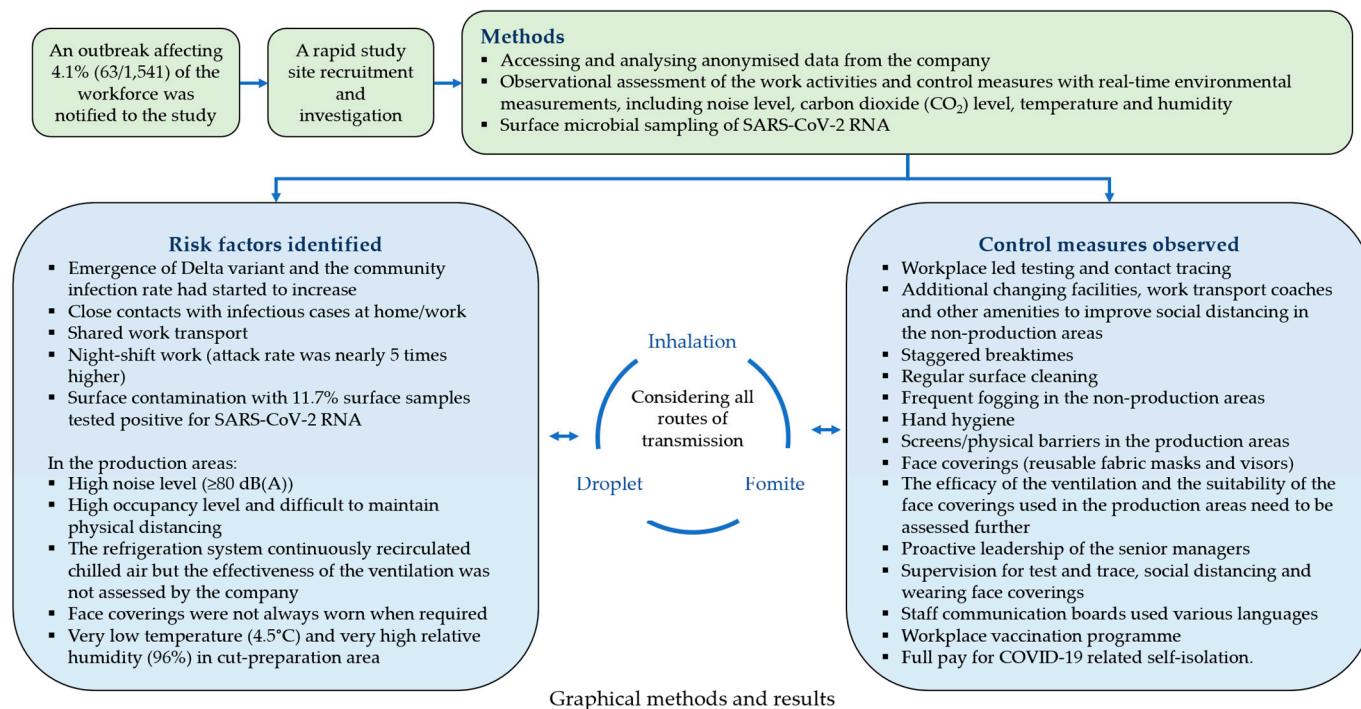 An outbreak affecting
4.1% (63/1,541) of the
workforce was
notified to the study
A rapid study
site recruitment
and
investigation
Methods
▪ Accessing and analysing anonymised data from the company
▪ Observational assessment of the work activities and control measures with real-time environmental
measurements, including noise level, carbon dioxide (CO₂) level, temperature and humidity
▪ Surface microbial sampling of SARS-CoV-2 RNA
Risk factors identified
▪ Emergence of Delta variant and the community
infection rate had started to increase
▪ Close contacts with infectious cases at home/work
▪ Shared work transport
▪ Night-shift work (attack rate was nearly 5 times
higher)
▪ Surface contamination with 11.7% surface samples
tested positive for SARS-CoV-2 RNA
In the production areas:
▪ High noise level (≥80 dB(A))
▪ High occupancy level and difficult to maintain
physical distancing
▪ The refrigeration system continuously recirculated
chilled air but the effectiveness of the ventilation was
not assessed by the company
▪ Face coverings were not always worn when required
▪ Very low temperature (4.5°C) and very high relative
humidity (96%) in cut-preparation area
Inhalation
Considering all
routes of
transmission
Droplet
Fomite
Control measures observed
▪ Workplace led testing and contact tracing
▪ Additional changing facilities, work transport coaches
and other amenities to improve social distancing in
the non-production areas
▪ Staggered breaktimes
▪ Regular surface cleaning
▪ Frequent fogging in the non-production areas
▪ Hand hygiene
▪ Screens/physical barriers in the production areas
▪ Face coverings (reusable fabric masks and visors)
▪ The efficacy of the ventilation and the suitability of the
face coverings used in the production areas need to be
assessed further
▪ Proactive leadership of the senior managers
▪ Supervision for test and trace, social distancing and
wearing face coverings
▪ Staff communication boards used various languages
▪ Workplace vaccination programme
▪ Full pay for COVID-19 related self-isolation.
Graphical methods and results